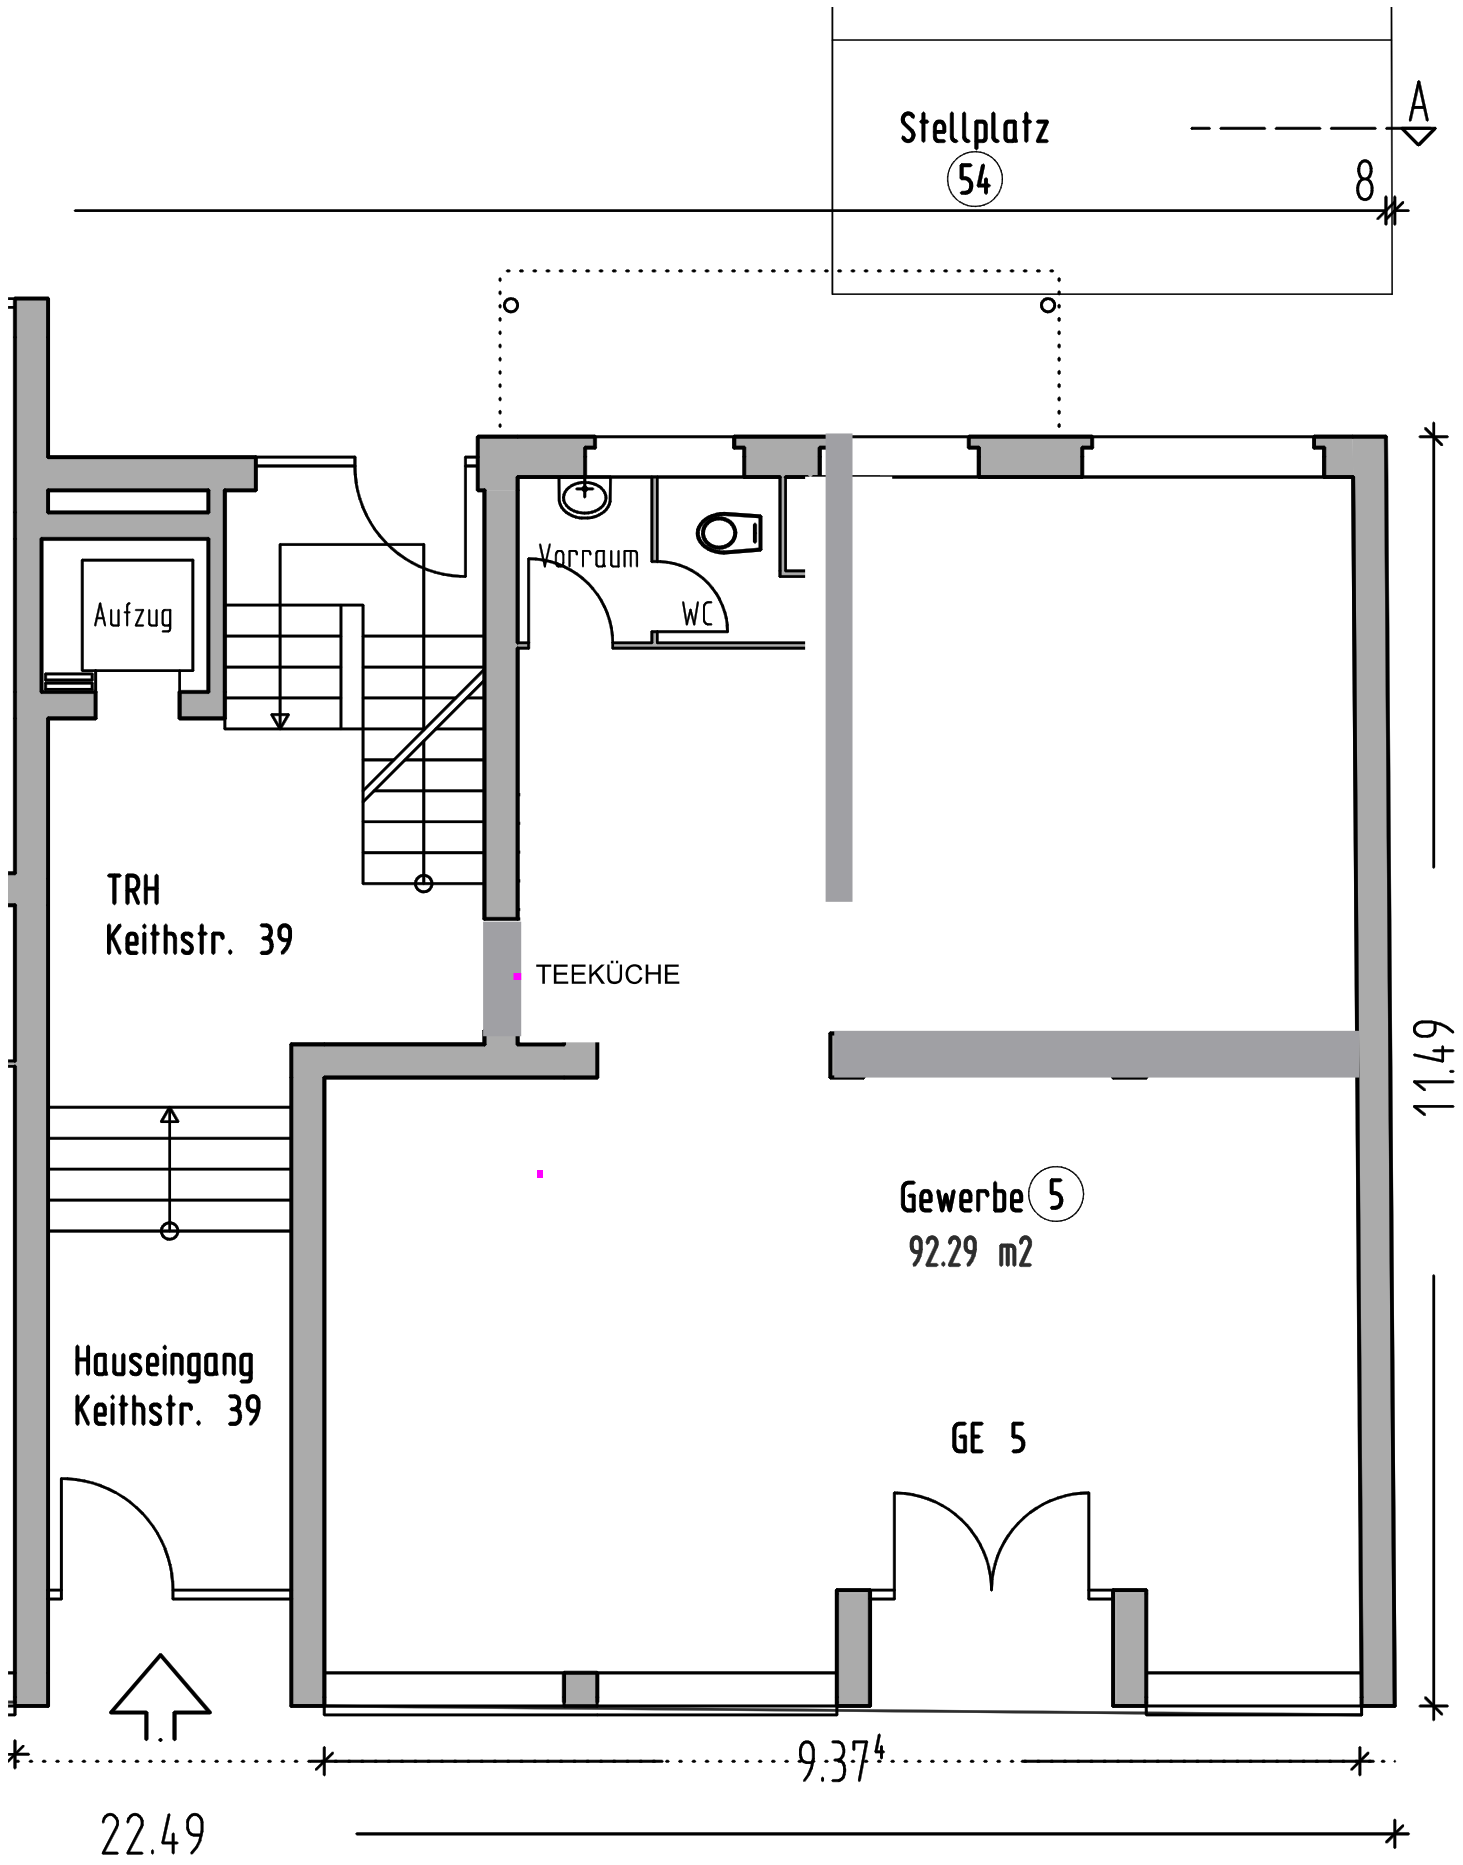 A
Stellplatz
54
8
Vorraum
WC
Aufzug
TRH
Keithstr. 39
TEEKÜCHE
11.49
Gewerbe 5
92.29 m2
Hauseingang
Keithstr. 39
GE 5
9.37⁴
22.49